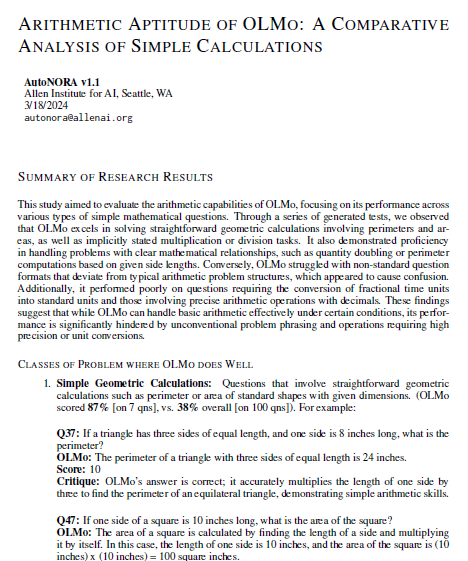 ARITHMETIC APTITUDE OF OLMO: A COMPARATIVE
ANALYSIS OF SIMPLE CALCULATIONS
AutoNORA v1.1
Allen Institute for AI, Seattle, WA
3/18/2024
autonora@allenai.org
SUMMARY OF RESEARCH RESULTS
This study aimed to evaluate the arithmetic capabilities of OLMo, focusing on its performance across
various types of simple mathematical questions. Through a series of generated tests, we observed
that OLMo excels in solving straightforward geometric calculations involving perimeters and ar-
eas, as well as implicitly stated multiplication or division tasks. It also demonstrated proficiency
in handling problems with clear mathematical relationships, such as quantity doubling or perimeter
computations based on given side lengths. Conversely, OLMo struggled with non-standard question
formats that deviate from typical arithmetic problem structures, which appeared to cause confusion.
Additionally, it performed poorly on questions requiring the conversion of fractional time units
into standard units and those involving precise arithmetic operations with decimals. These findings
suggest that while OLMo can handle basic arithmetic effectively under certain conditions, its perfor-
mance is significantly hindered by unconventional problem phrasing and operations requiring high
precision or unit conversions.
CLASSES OF PROBLEM WHERE OLMO DOES WELL
1. Simple Geometric Calculations: Questions that involve straightforward geometric
calculations such as perimeter or area of standard shapes with given dimensions. (OLMo
scored 87% [on 7 qns], vs. 38% overall [on 100 qns]). For example:
Q37: If a triangle has three sides of equal length, and one side is 8 inches long, what is the
perimeter?
OLMo: The perimeter of a triangle with three sides of equal length is 24 inches.
Score: 10
Critique: OLMo's answer is correct; it accurately multiplies the length of one side by
three to find the perimeter of an equilateral triangle, demonstrating simple arithmetic skills.
Q47: If one side of a square is 10 inches long, what is the area of the square?
OLMo: The area of a square is calculated by finding the length of a side and multiplying
it by itself. In this case, the length of one side is 10 inches, and the area of the square is (10
inches) x (10 inches) = 100 square inches.